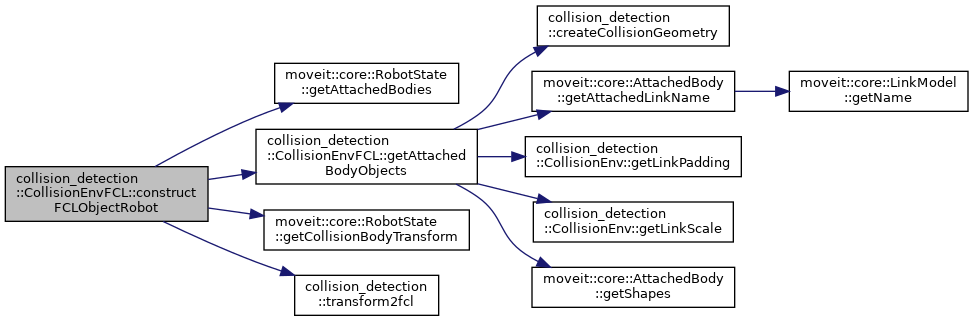 collision_detection
::CollisionEnvFCL::construct
FCLObjectRobot
moveit::core::RobotState
::getAttachedBodies
collision_detection
::CollisionEnvFCL::getAttached
BodyObjects
moveit::core::RobotState
::getCollisionBodyTransform
collision_detection
::transform2fcl
collision_detection
::createCollisionGeometry
moveit::core::AttachedBody
::getAttachedLinkName
collision_detection
::CollisionEnv::getLinkPadding
collision_detection
::CollisionEnv::getLinkScale
moveit::core::AttachedBody
::getShapes
moveit::core::LinkModel
::getName